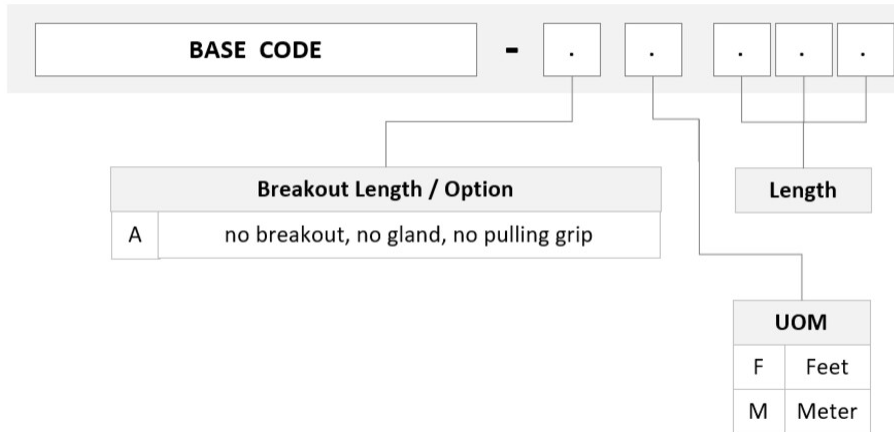 BASE CODE - . . . . .
Breakout Length / Option
A no breakout, no gland, no pulling grip
Length
UOM
F Feet
M Meter